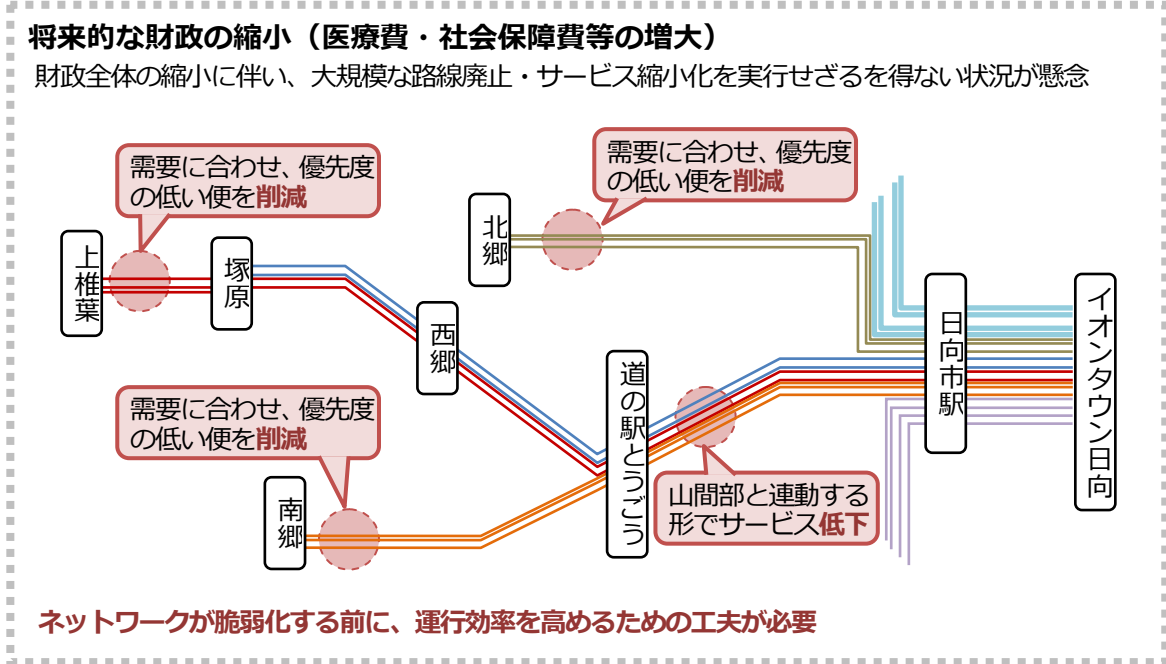 将来的な財政の縮小（医療費・社会保障費等の増大）
財政全体の縮小に伴い、大規模な路線廃止・サービス縮小化を実行せざるを得ない状況が懸念
需要に合わせ、優先度
の低い便を削減
需要に合わせ、優先度
の低い便を削減
上椎葉
塚原
北郷
西郷
日向市駅
イオンタウン日向
道の駅とうごう
需要に合わせ、優先度
の低い便を削減
南郷
山間部と連動する
形でサービス低下
ネットワークが脆弱化する前に、運行効率を高めるための工夫が必要